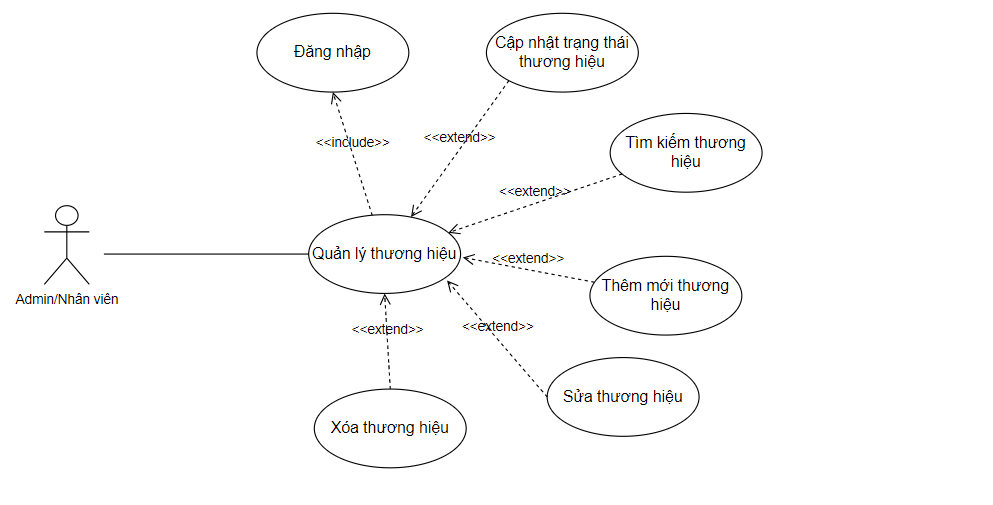 Đăng nhập
Cập nhật trạng thái
thương hiệu
<<include>>
<<extend>>
Tìm kiếm thương
hiệu
<<extend>>
Quản lý thương hiệu
<<extend>>
Thêm mới thương
hiệu
Admin/Nhân viên
<<extend>>
<<extend>>
Sửa thương hiệu
Xóa thương hiệu